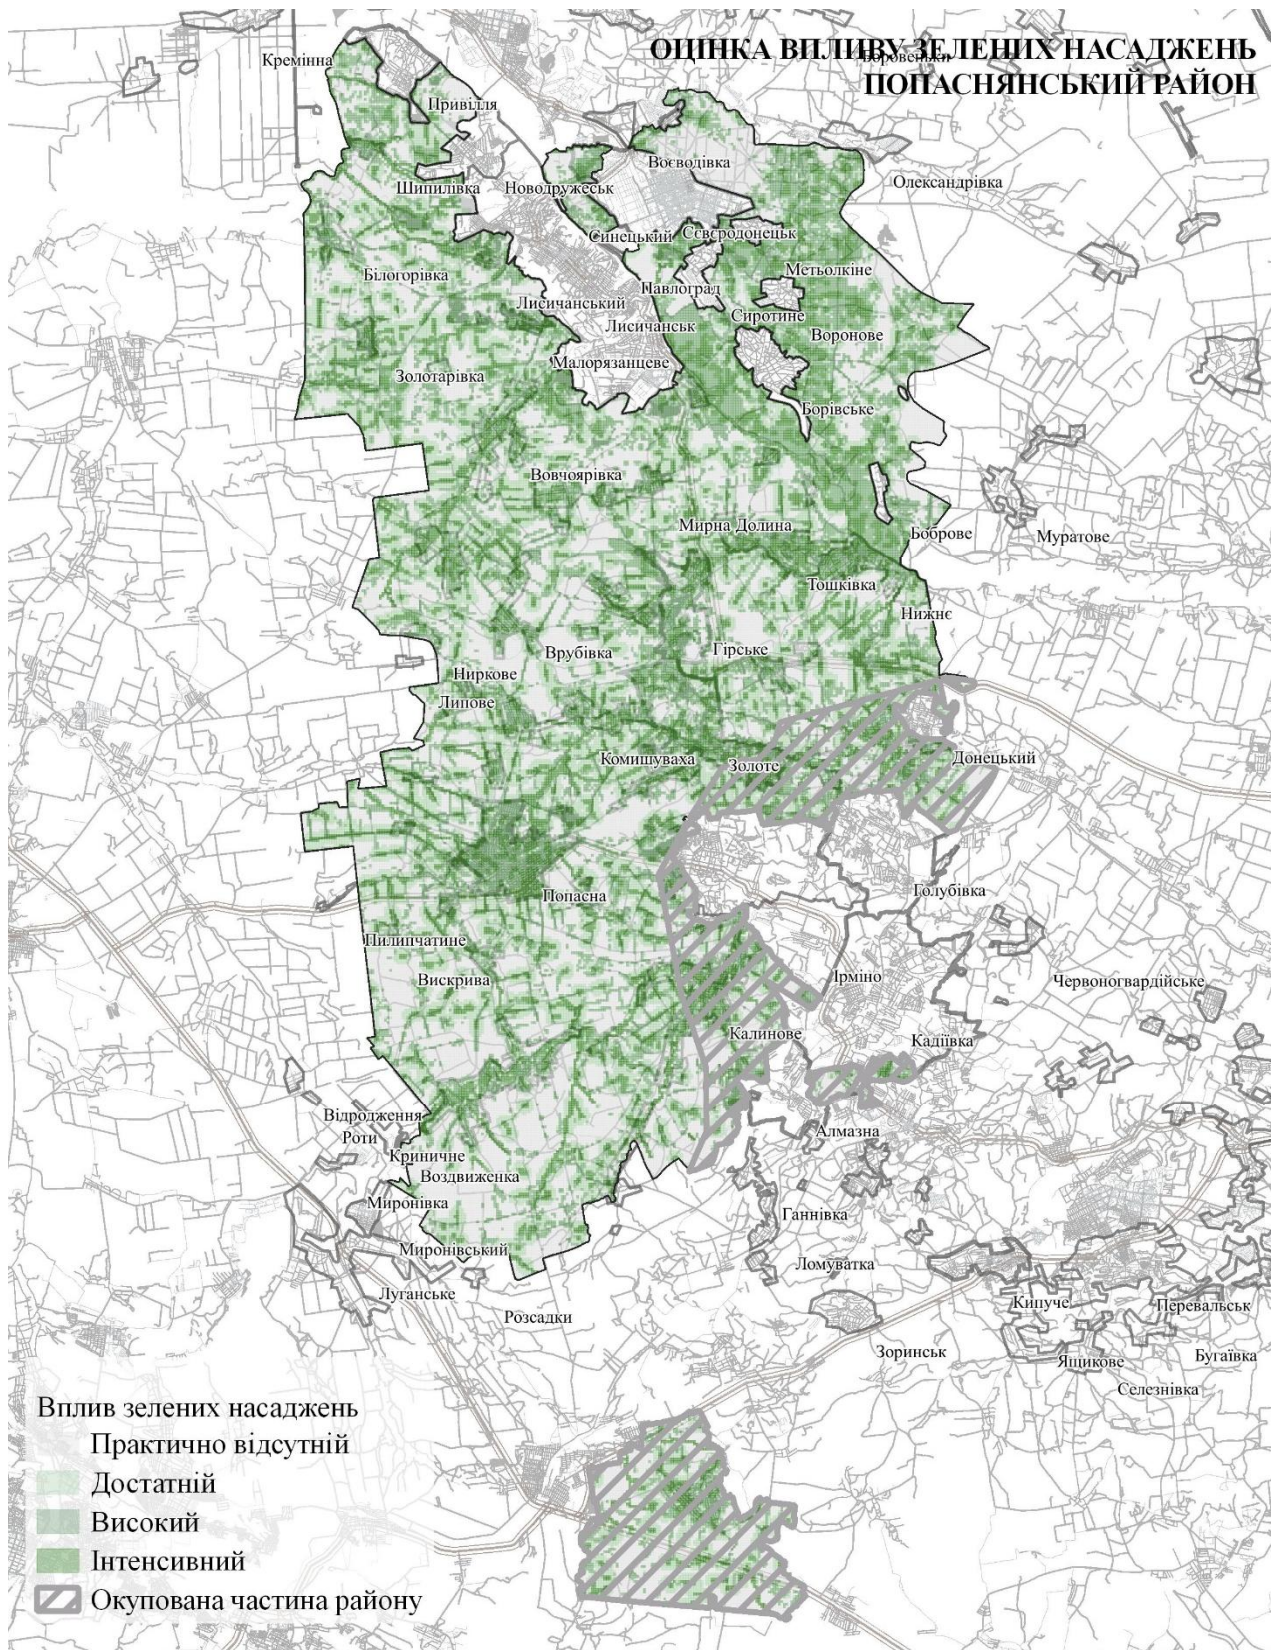 ОЦІНКА ВПЛИВУ ЗЕЛЕНИХ НАСАДЖЕНЬ
ПОПАСНЯНСЬКИЙ РАЙОН
Боровеньки
Кремінна
Привілля
Воєводівка
Олександрівка
Шипилівка
Новодружеськ
Синецький
Сєвєродонецьк
Білогорівка
Метьолкіне
Павлоград
Лисичанський
Сиротине
Лисичанськ
Воронове
Малорязанцеве
Золотарівка
Борівське
Вовчоярівка
Мирна Долина
Боброве
Муратове
Тошківка
Нижнє
Врубівка
Гірське
Ниркове
Липове
Комишуваха
Золоте
Донецький
Голубівка
Попасна
Пилипчатине
Вискрива
Ірміно
Червоногвардійське
Калинове
Кадіївка
Відродження
Роти
Алмазна
Криничне
Воздвиженка
Миронівка
Ганнівка
Миронівський
Ломуватка
Луганське
Розсадки
Кипуче
Перевальськ
Зоринськ
Ящикове
Бугаївка
Селезнівка
Вплив зелених насаджень
Практично відсутній
Достатній
Високий
Інтенсивний
Окупована частина району